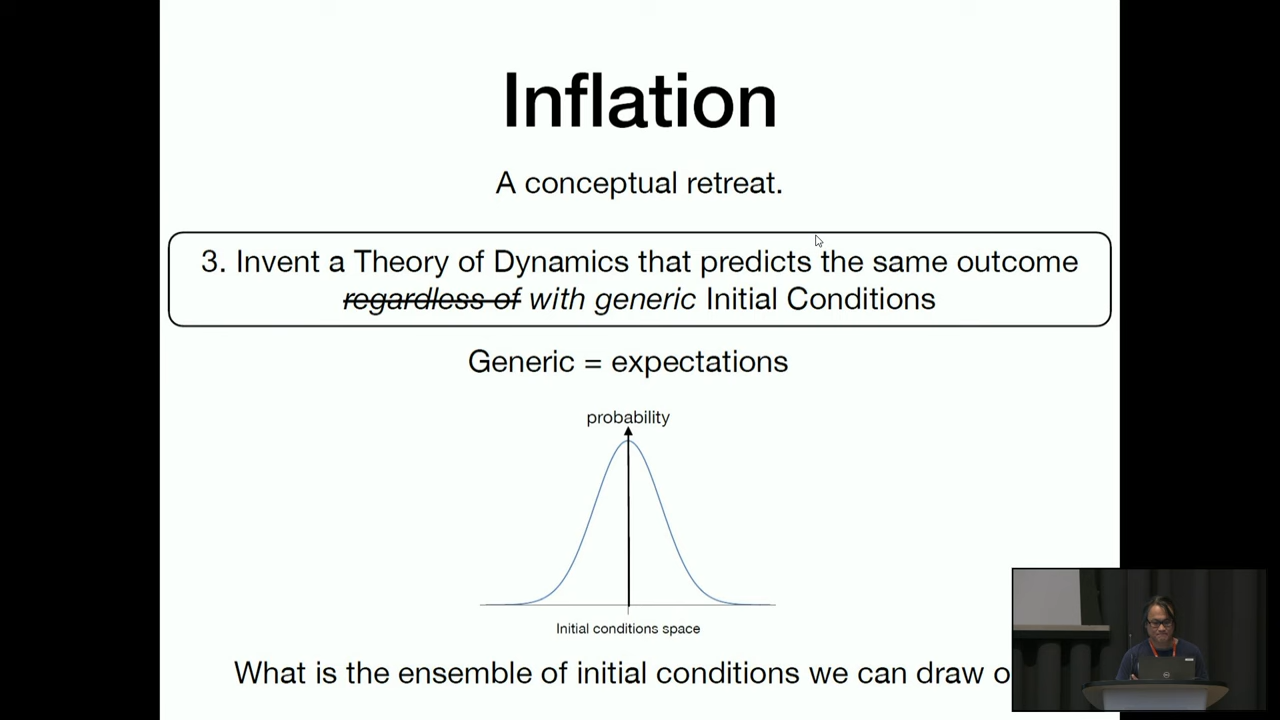 Inflation
A conceptual retreat.
3. Invent a Theory of Dynamics that predicts the same outcome
regardless of with generic Initial Conditions
Generic = expectations
probability
Initial conditions space
What is the ensemble of initial conditions we can draw